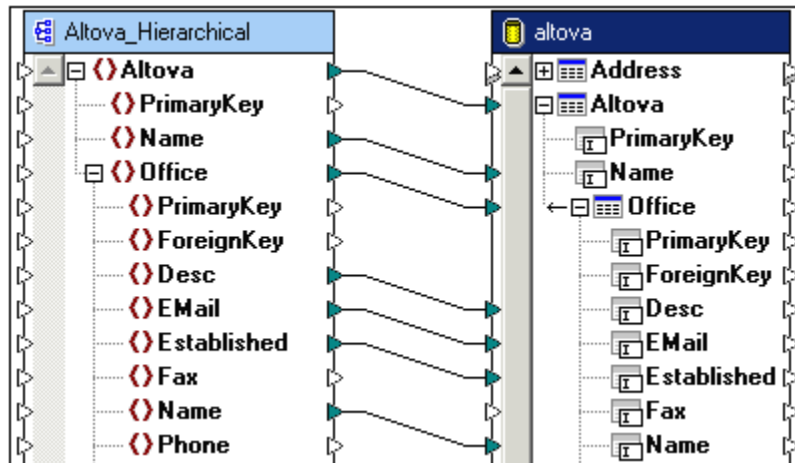 Altova_Hierarchical
Altova
PrimaryKey
Name
Office
PrimaryKey
ForeignKey
Desc
EMail
Established
Fax
Name
Phone
altova
Address
Altova
PrimaryKey
Name
Office
PrimaryKey
ForeignKey
Desc
EMail
Established
Fax
Name